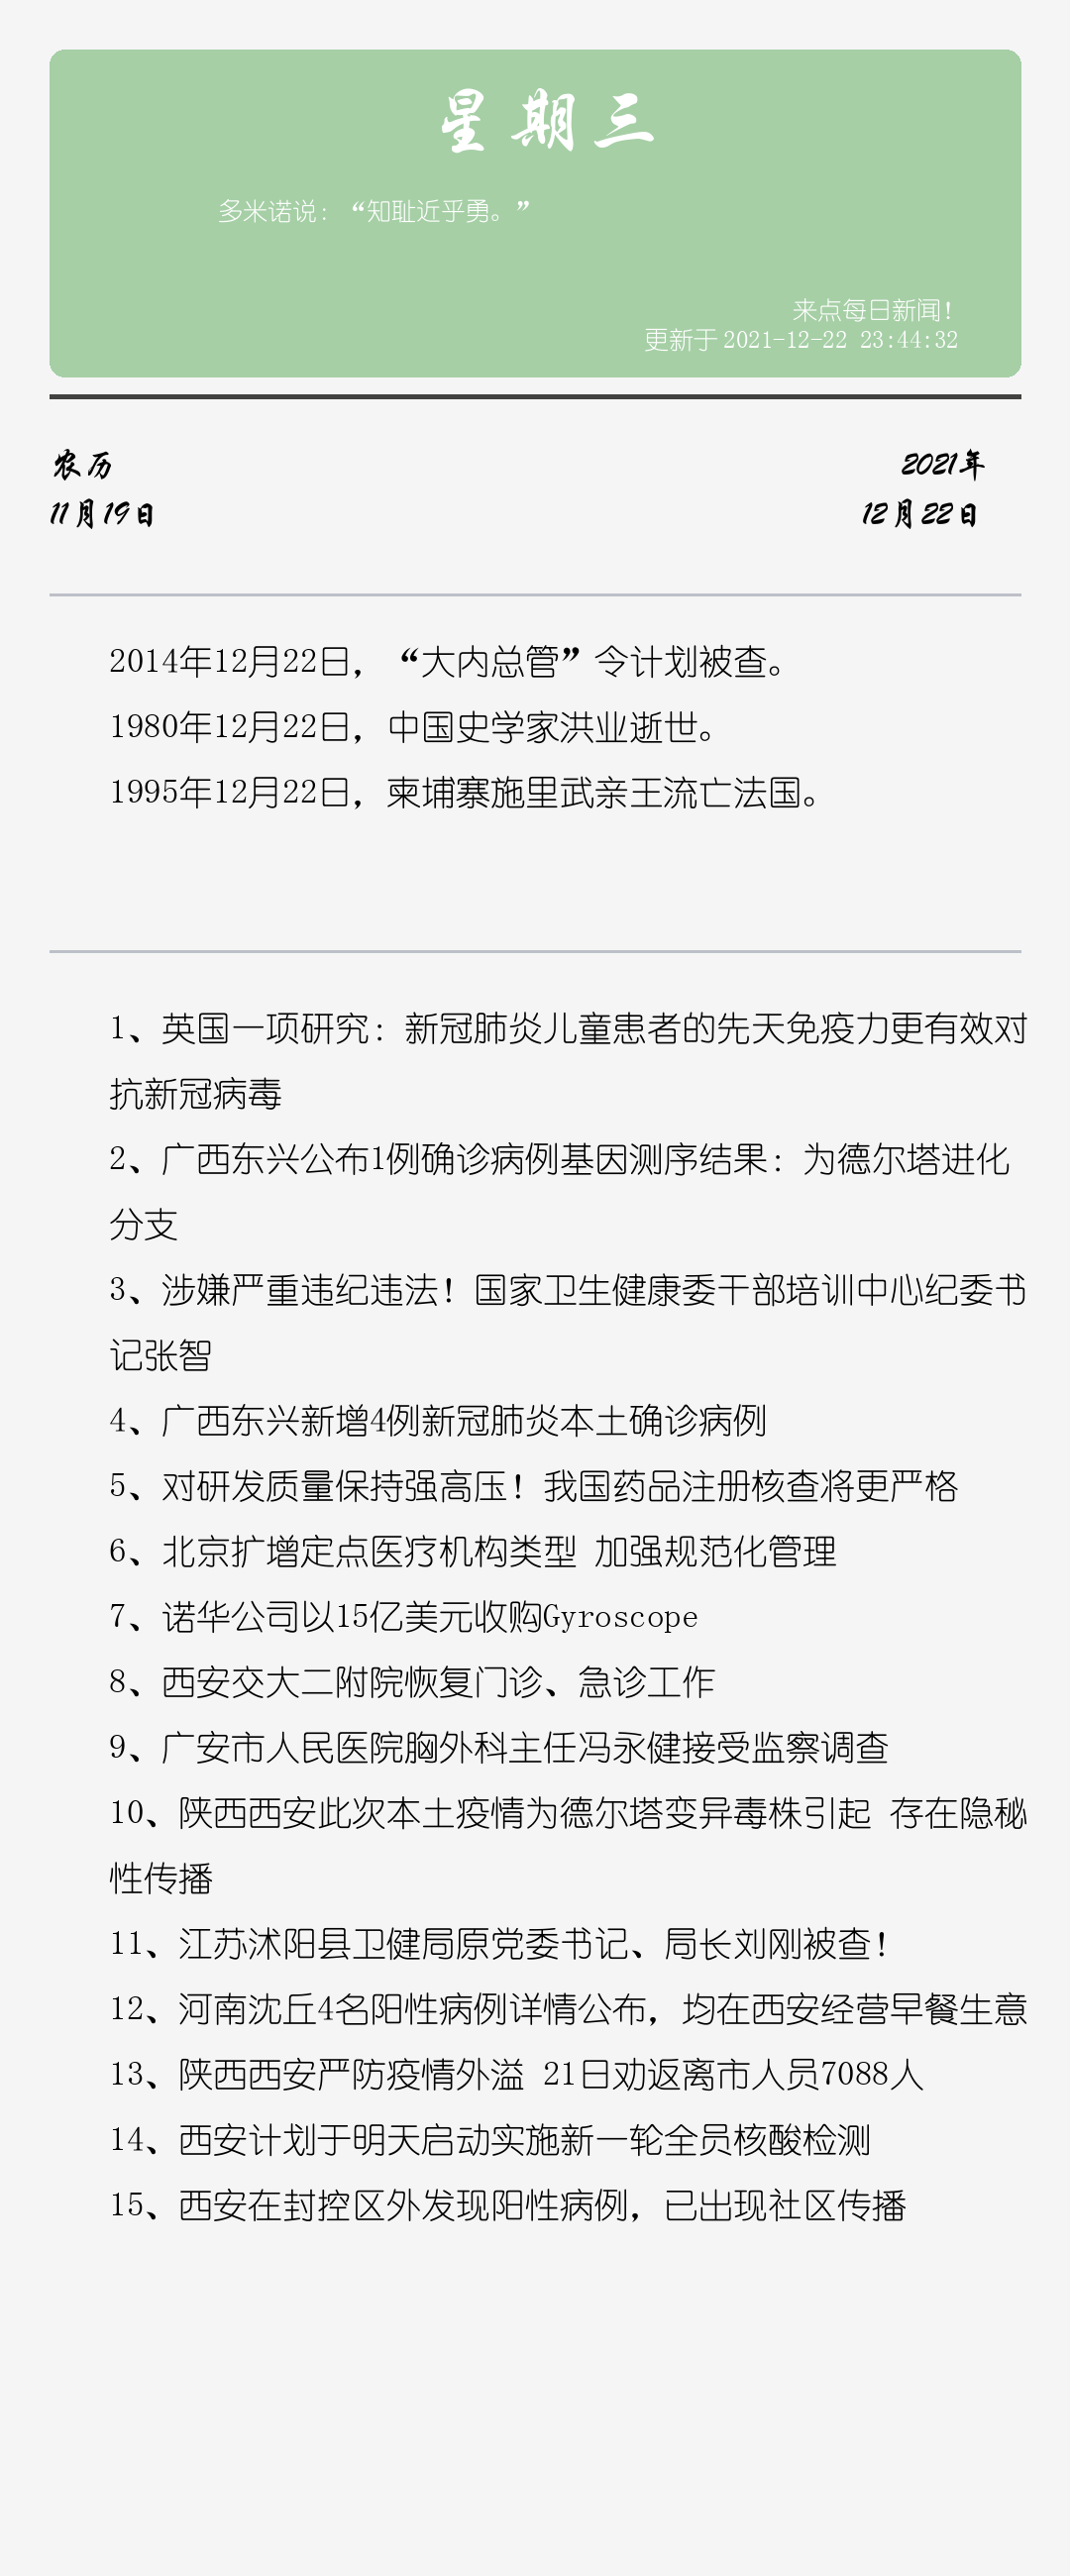 星期三
多米诺说：“知耻近乎勇。”
来点每日新闻！
更新于2021-12-22 23:44:32
农历
2021年
11月19日
12月22日
2014年12月22日，“大内总管”令计划被查。
1980年12月22日，中国史学家洪业逝世。
1995年12月22日，柬埔寨施里武亲王流亡法国。
1、英国一项研究：新冠肺炎儿童患者的先天免疫力更有效对
抗新冠病毒
2、广西东兴公布1例确诊病例基因测序结果：为德尔塔进化
分支
3、涉嫌严重违纪违法！国家卫生健康委干部培训中心纪委书
记张智
4、广西东兴新增4例新冠肺炎本土确诊病例
5、对研发质量保持强高压！我国药品注册核查将更严格
6、北京扩增定点医疗机构类型 加强规范化管理
7、诺华公司以15亿美元收购Gyroscope
8、西安交大二附院恢复门诊、急诊工作
9、广安市人民医院胸外科主任冯永健接受监察调查
10、陕西西安此次本土疫情为德尔塔变异毒株引起 存在隐秘
性传播
11、江苏沭阳县卫健局原党委书记、局长刘刚被查！
12、河南沈丘4名阳性病例详情公布，均在西安经营早餐生意
13、陕西西安严防疫情外溢 21日劝返离市人员7088人
14、西安计划于明天启动实施新一轮全员核酸检测
15、西安在封控区外发现阳性病例，已出现社区传播